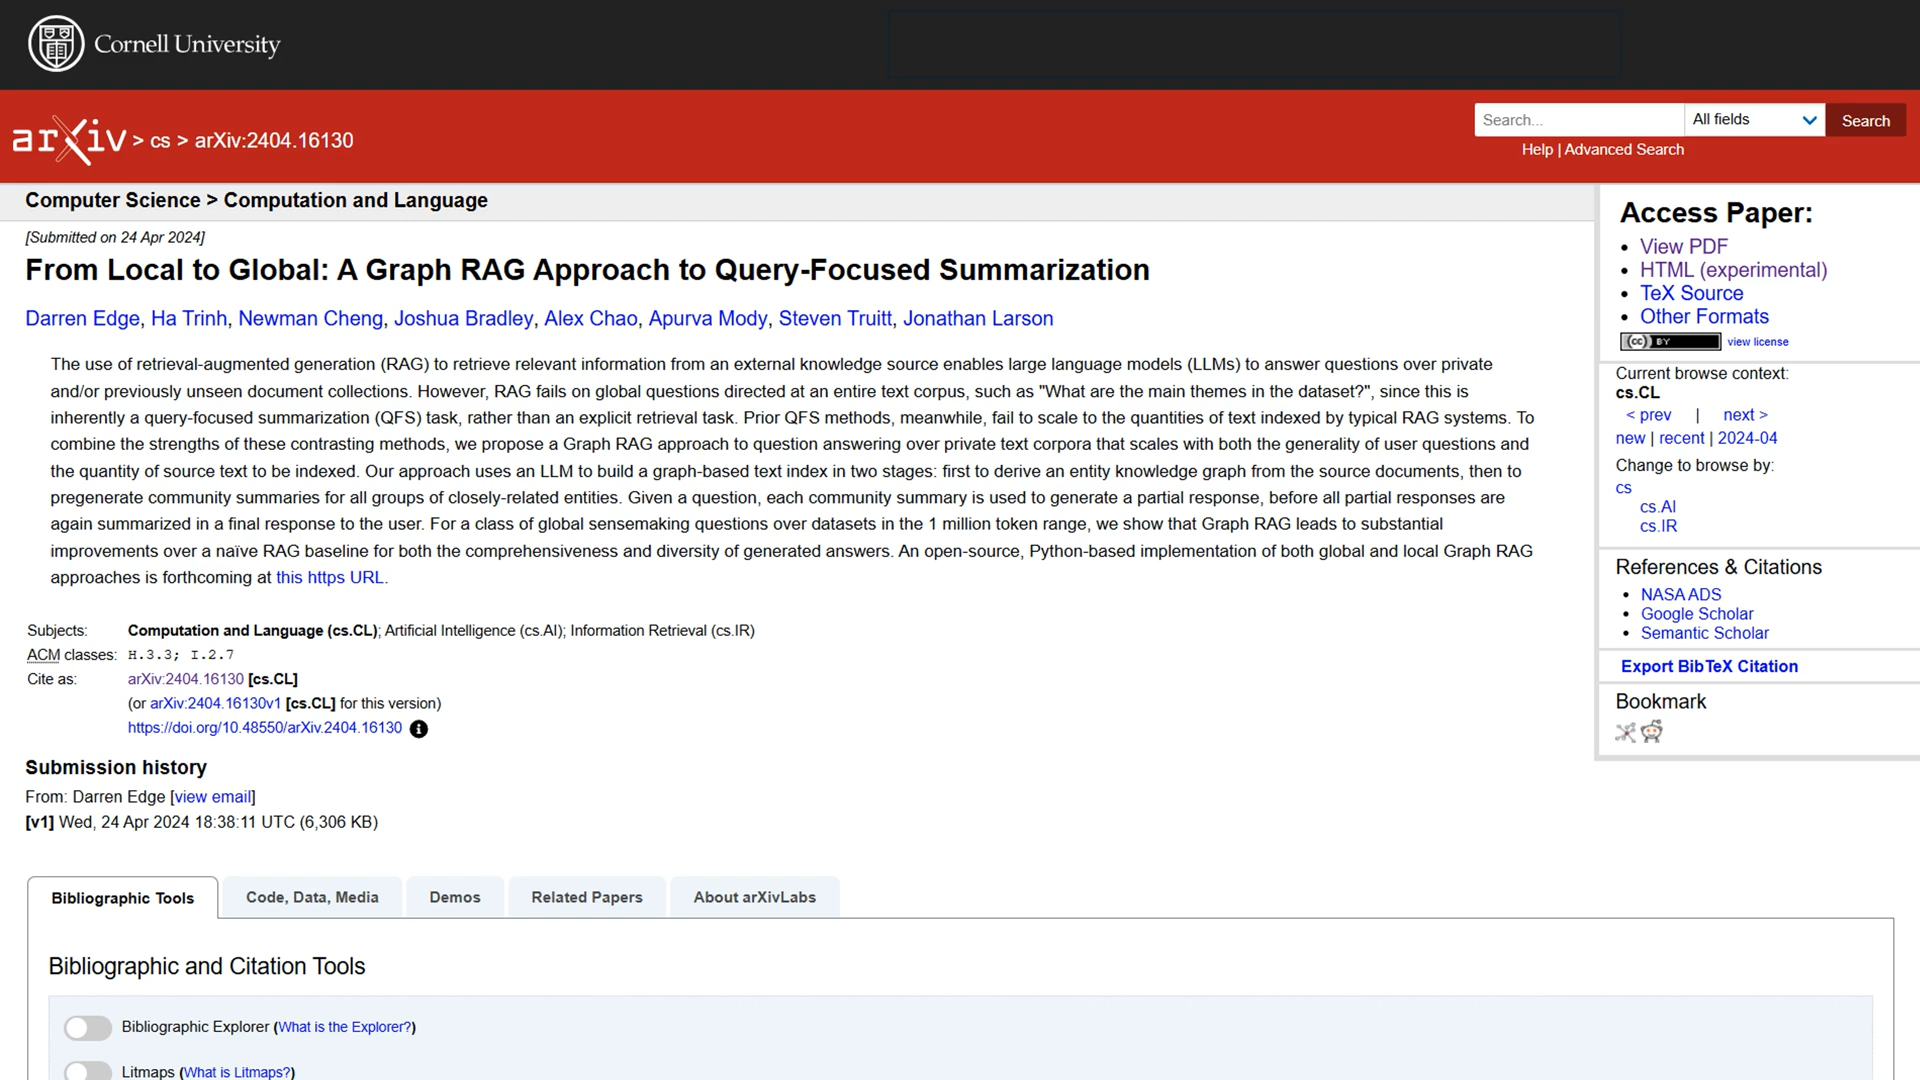 Cornell University
arXiv > cs > arXiv:2404.16130
Search...
All fields
Search
Help | Advanced Search
Computer Science > Computation and Language
[Submitted on 24 Apr 2024]
From Local to Global: A Graph RAG Approach to Query-Focused Summarization
Darren Edge, Ha Trinh, Newman Cheng, Joshua Bradley, Alex Chao, Apurva Mody, Steven Truitt, Jonathan Larson
The use of retrieval-augmented generation (RAG) to retrieve relevant information from an external knowledge source enables large language models (LLMs) to answer questions over private
and/or previously unseen document collections. However, RAG fails on global questions directed at an entire text corpus, such as "What are the main themes in the dataset?", since this is
inherently a query-focused summarization (QFS) task, rather than an explicit retrieval task. Prior QFS methods, meanwhile, fail to scale to the quantities of text indexed by typical RAG systems. To
combine the strengths of these contrasting methods, we propose a Graph RAG approach to question answering over private text corpora that scales with both the generality of user questions and
the quantity of source text to be indexed. Our approach uses an LLM to build a graph-based text index in two stages: first to derive an entity knowledge graph from the source documents, then to
pregenerate community summaries for all groups of closely-related entities. Given a question, each community summary is used to generate a partial response, before all partial responses are
again summarized in a final response to the user. For a class of global sensemaking questions over datasets in the 1 million token range, we show that Graph RAG leads to substantial
improvements over a naïve RAG baseline for both the comprehensiveness and diversity of generated answers. An open-source, Python-based implementation of both global and local Graph RAG
approaches is forthcoming at this https URL.
Subjects: Computation and Language (cs.CL); Artificial Intelligence (cs.AI); Information Retrieval (cs.IR)
ACM classes: H.3.3; I.2.7
Cite as: arXiv:2404.16130 [cs.CL]
(or arXiv:2404.16130v1 [cs.CL] for this version)
https://doi.org/10.48550/arXiv.2404.16130
Submission history
From: Darren Edge [view email]
[v1] Wed, 24 Apr 2024 18:38:11 UTC (6,306 KB)
Bibliographic Tools
Code, Data, Media
Demos
Related Papers
About arXivLabs
Bibliographic and Citation Tools
Bibliographic Explorer (What is the Explorer?)
Litmaps (What is Litmaps?)
Access Paper:
View PDF
HTML (experimental)
TeX Source
Other Formats
(cc) BY view license
Current browse context:
cs.CL
< prev | next >
new | recent | 2024-04
Change to browse by:
cs
cs.AI
cs.IR
References & Citations
NASA ADS
Google Scholar
Semantic Scholar
Export BibTeX Citation
Bookmark